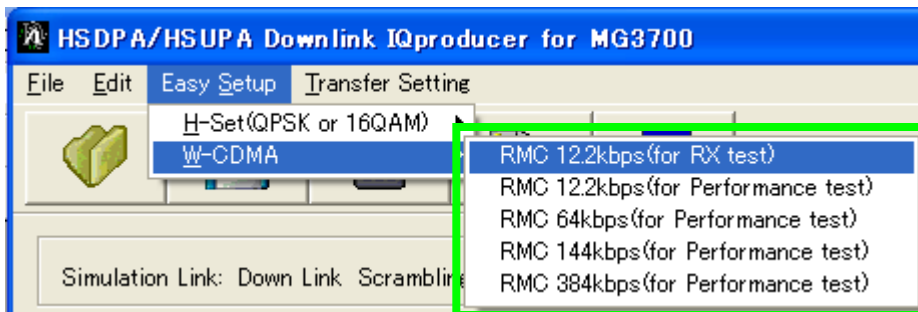 HSDPA/HSUPA Downlink IQproducer for MG3700
File Edit Easy Setup Transfer Setting
H-Set(QPSK or 16QAM)
W-CDMA
RMC 12.2kbps(for RX test)
RMC 12.2kbps(for Performance test)
RMC 64kbps(for Performance test)
RMC 144kbps(for Performance test)
RMC 384kbps(for Performance test)
Simulation Link: Down Link